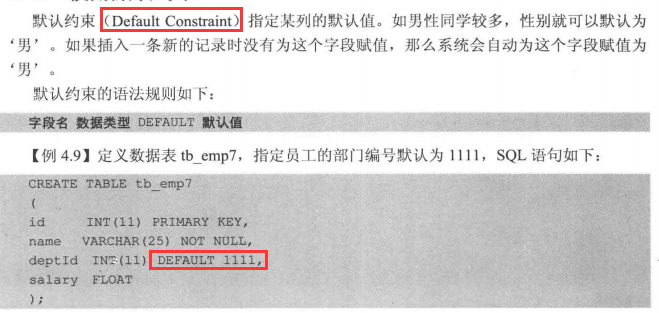 默认约束（Default Constraint）指定某列的默认值。如男性同学较多，性别就可以默认为
‘男’。如果插入一条新的记录时没有为这个字段赋值，那么系统会自动为这个字段赋值为
‘男’。
默认约束的语法规则如下：
字段名 数据类型 DEFAULT 默认值
【例 4.9】定义数据表 tb_emp7，指定员工的部门编号默认为 1111，SQL 语句如下：
CREATE TABLE tb_emp7
(
id INT(11) PRIMARY KEY,
name VARCHAR(25) NOT NULL,
deptId INT(11) DEFAULT 1111,
salary FLOAT
);